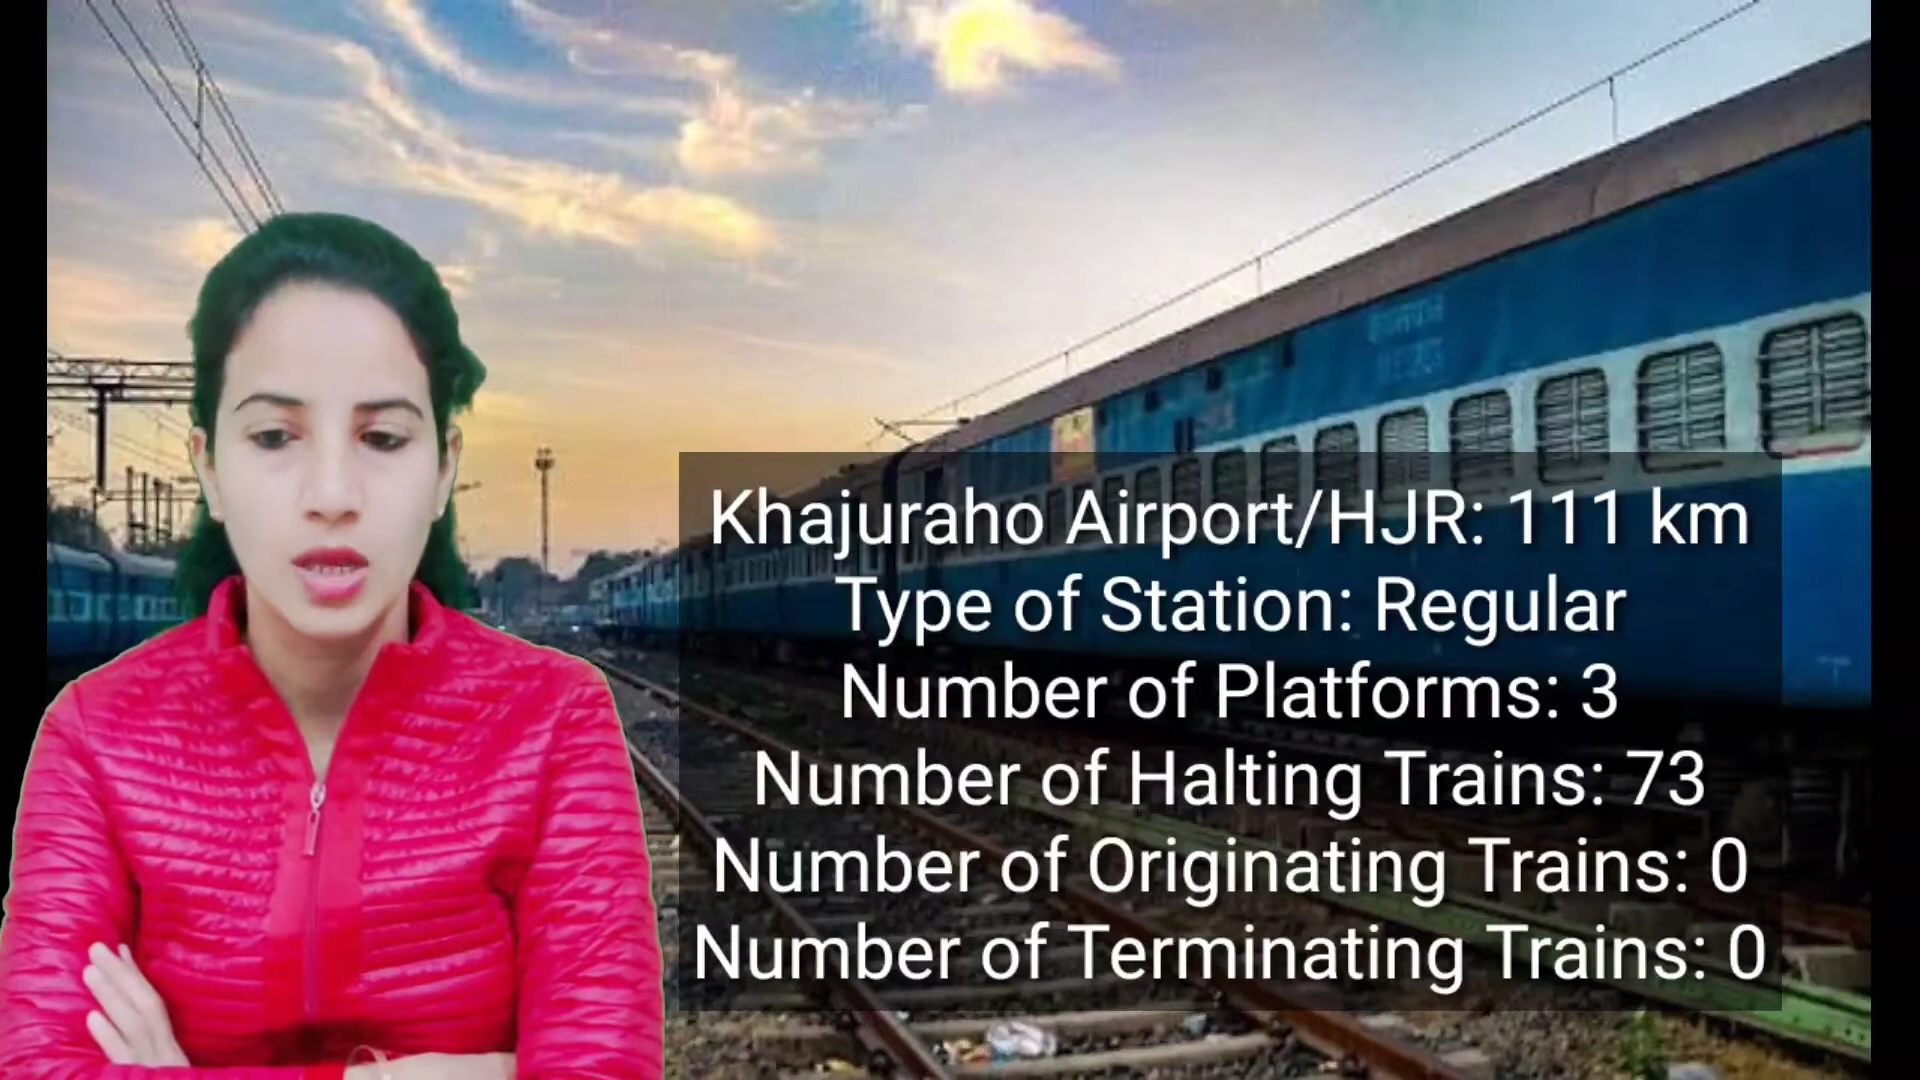 Khajuraho Airport/HJR: 111 km
Type of Station: Regular
Number of Platforms: 3
Number of Halting Trains: 73
Number of Originating Trains: 0
Number of Terminating Trains: 0